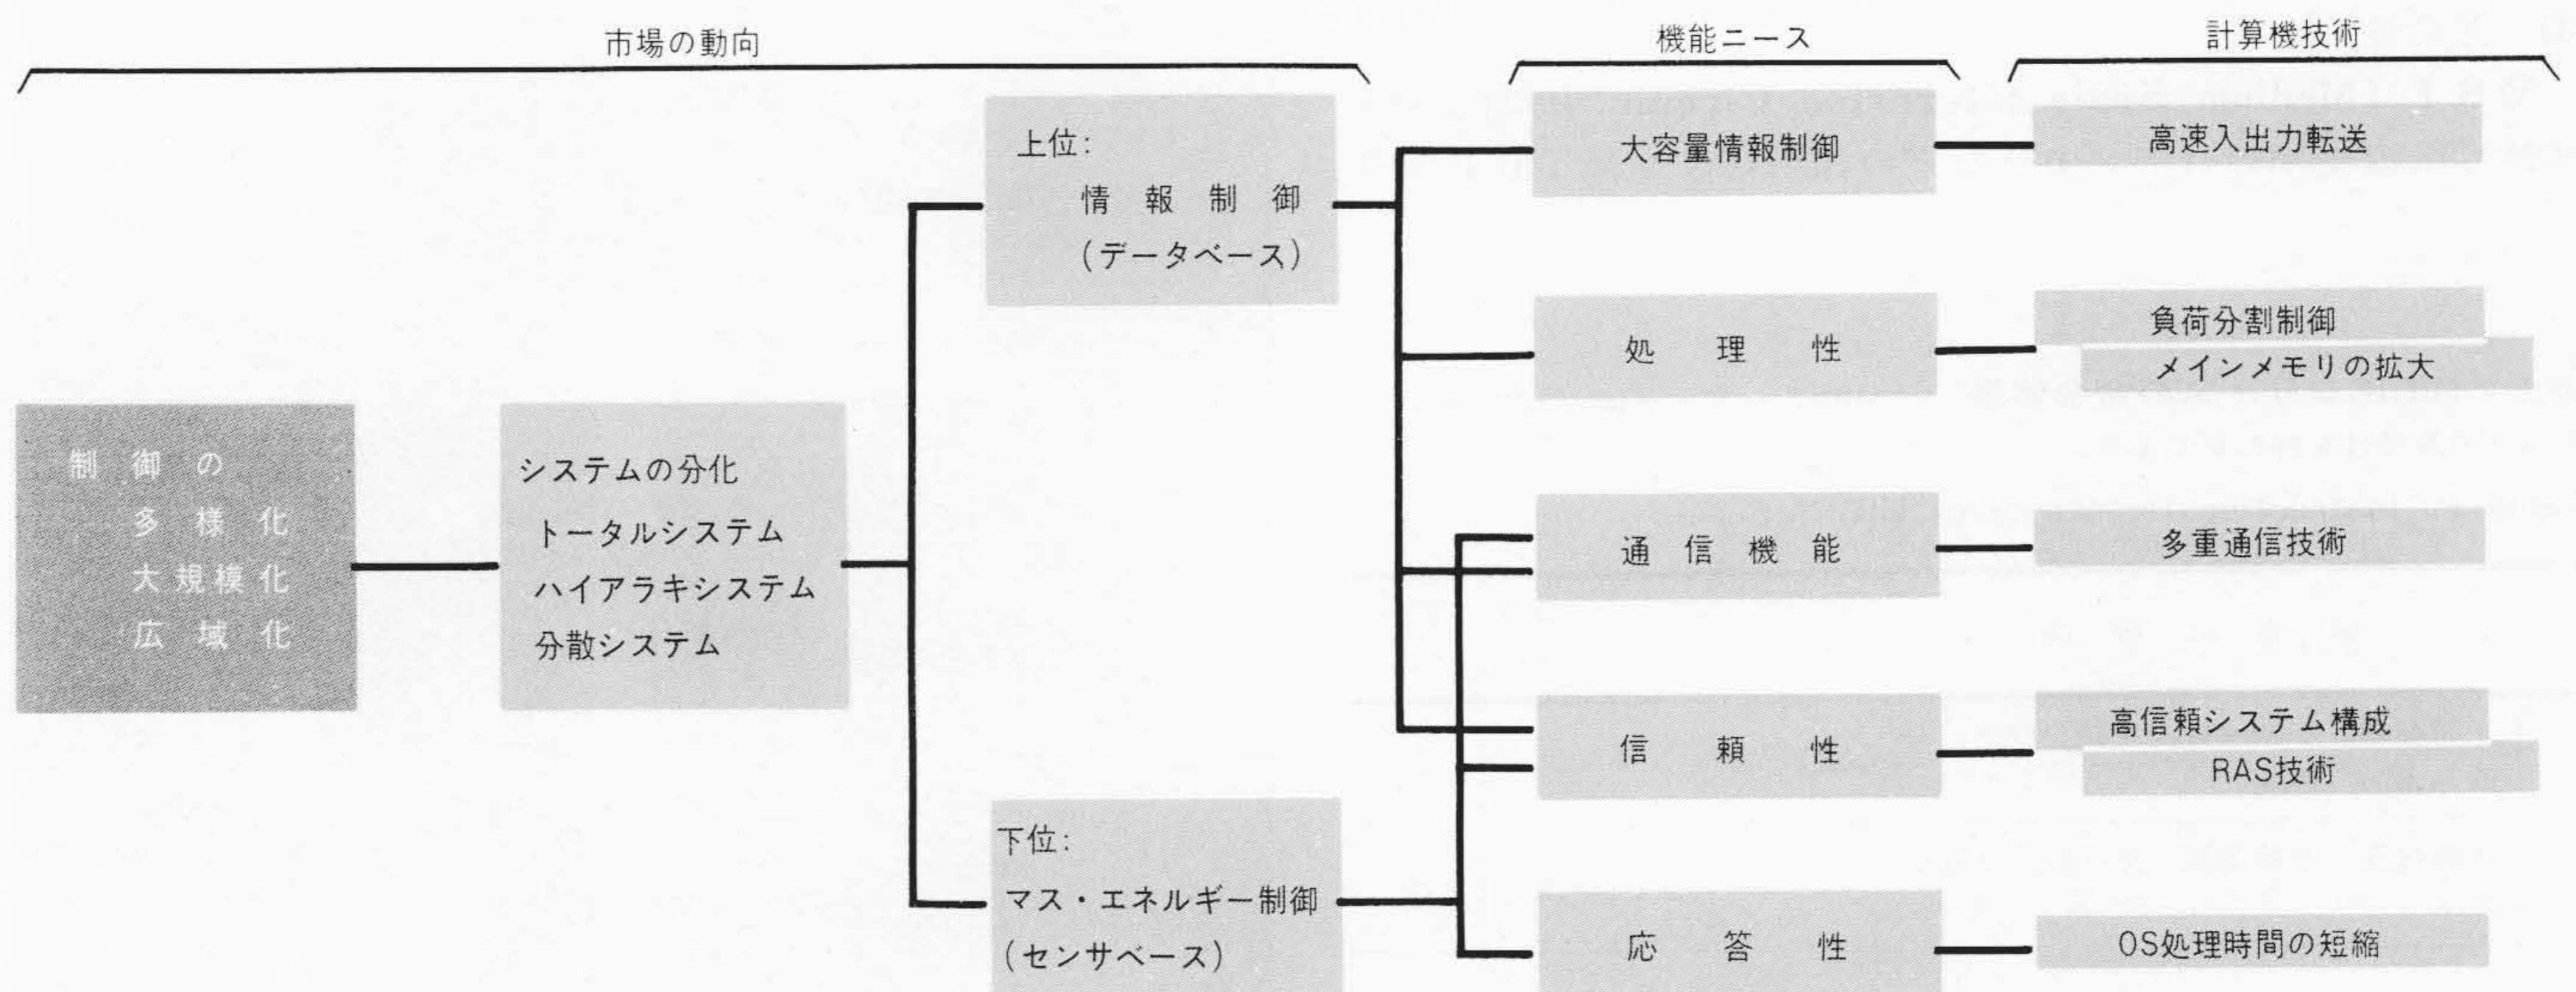 市場の動向
機能ニース
計算機技術
制御の
多様化
大規模化
広域化
システムの分化
トータルシステム
ハイアラキシステム
分散システム
上位:
情報制御
(データベース)
下位:
マス・エネルギー制御
(センサベース)
大容量情報制御
処理性
通信機能
信頼性
応答性
高速入出力転送
負荷分割制御
メインメモリの拡大
多重通信技術
高信頼システム構成
RAS技術
OS処理時間の短縮